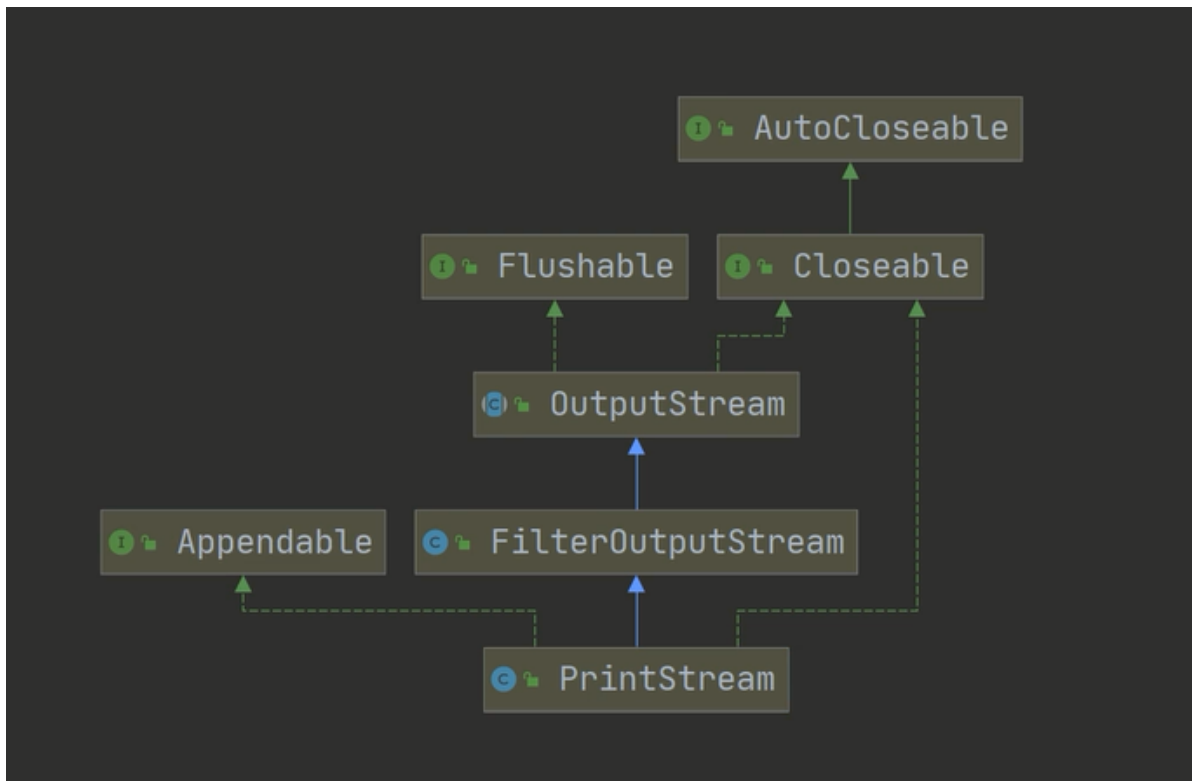 AutoCloseable
Flushable
Closeable
OutputStream
Appendable
FilterOutputStream
PrintStream